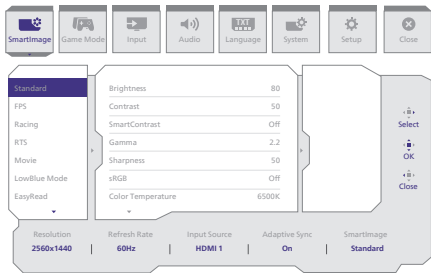 SmartImage
Game Mode
Input
Audio
TXT
Language
System
Setup
Close
Standard
FPS
Racing
RTS
Movie
LowBlue Mode
EasyRead
Brightness 80
Contrast 50
SmartContrast Off
Gamma 2.2
Sharpness 50
sRGB Off
Color Temperature 6500K
Select
OK
Close
Resolution Refresh Rate Input Source Adaptive Sync SmartImage
2560x1440 60Hz HDMI 1 On Standard